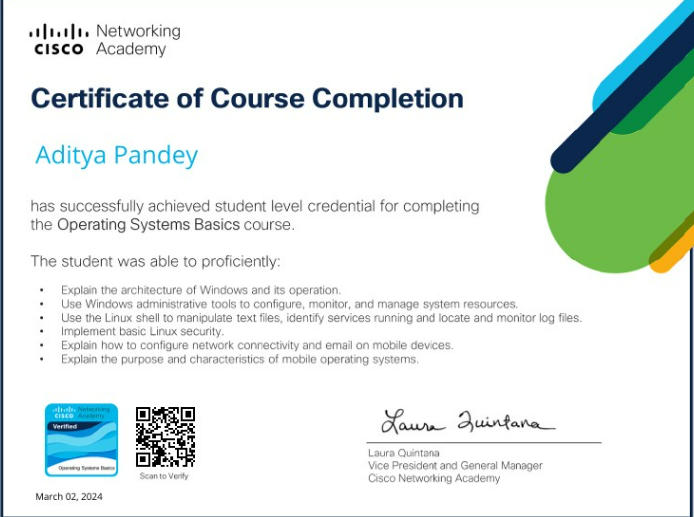 Networking
CISCO Academy
Certificate of Course Completion
Aditya Pandey
has successfully achieved student level credential for completing
the Operating Systems Basics course.
The student was able to proficiently:
• Explain the architecture of Windows and its operation.
• Use Windows administrative tools to configure, monitor, and manage system resources.
• Use the Linux shell to manipulate text files, identify services running and locate and monitor log files.
• Implement basic Linux security.
• Explain how to configure network connectivity and email on mobile devices.
• Explain the purpose and characteristics of mobile operating systems.
Networking
CISCO Academy
Verified
Operating Systems Basics
Scan to Verify
Laura Quintana
Laura Quintana
Vice President and General Manager
Cisco Networking Academy
March 02, 2024